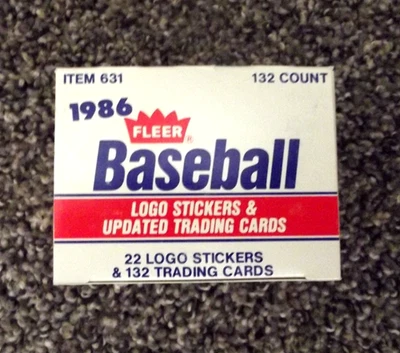 ITEM 631 132 COUNT
1986
FLEER®
Baseball
LOGO STICKERS &
UPDATED TRADING CARDS
22 LOGO STICKERS
& 132 TRADING CARDS